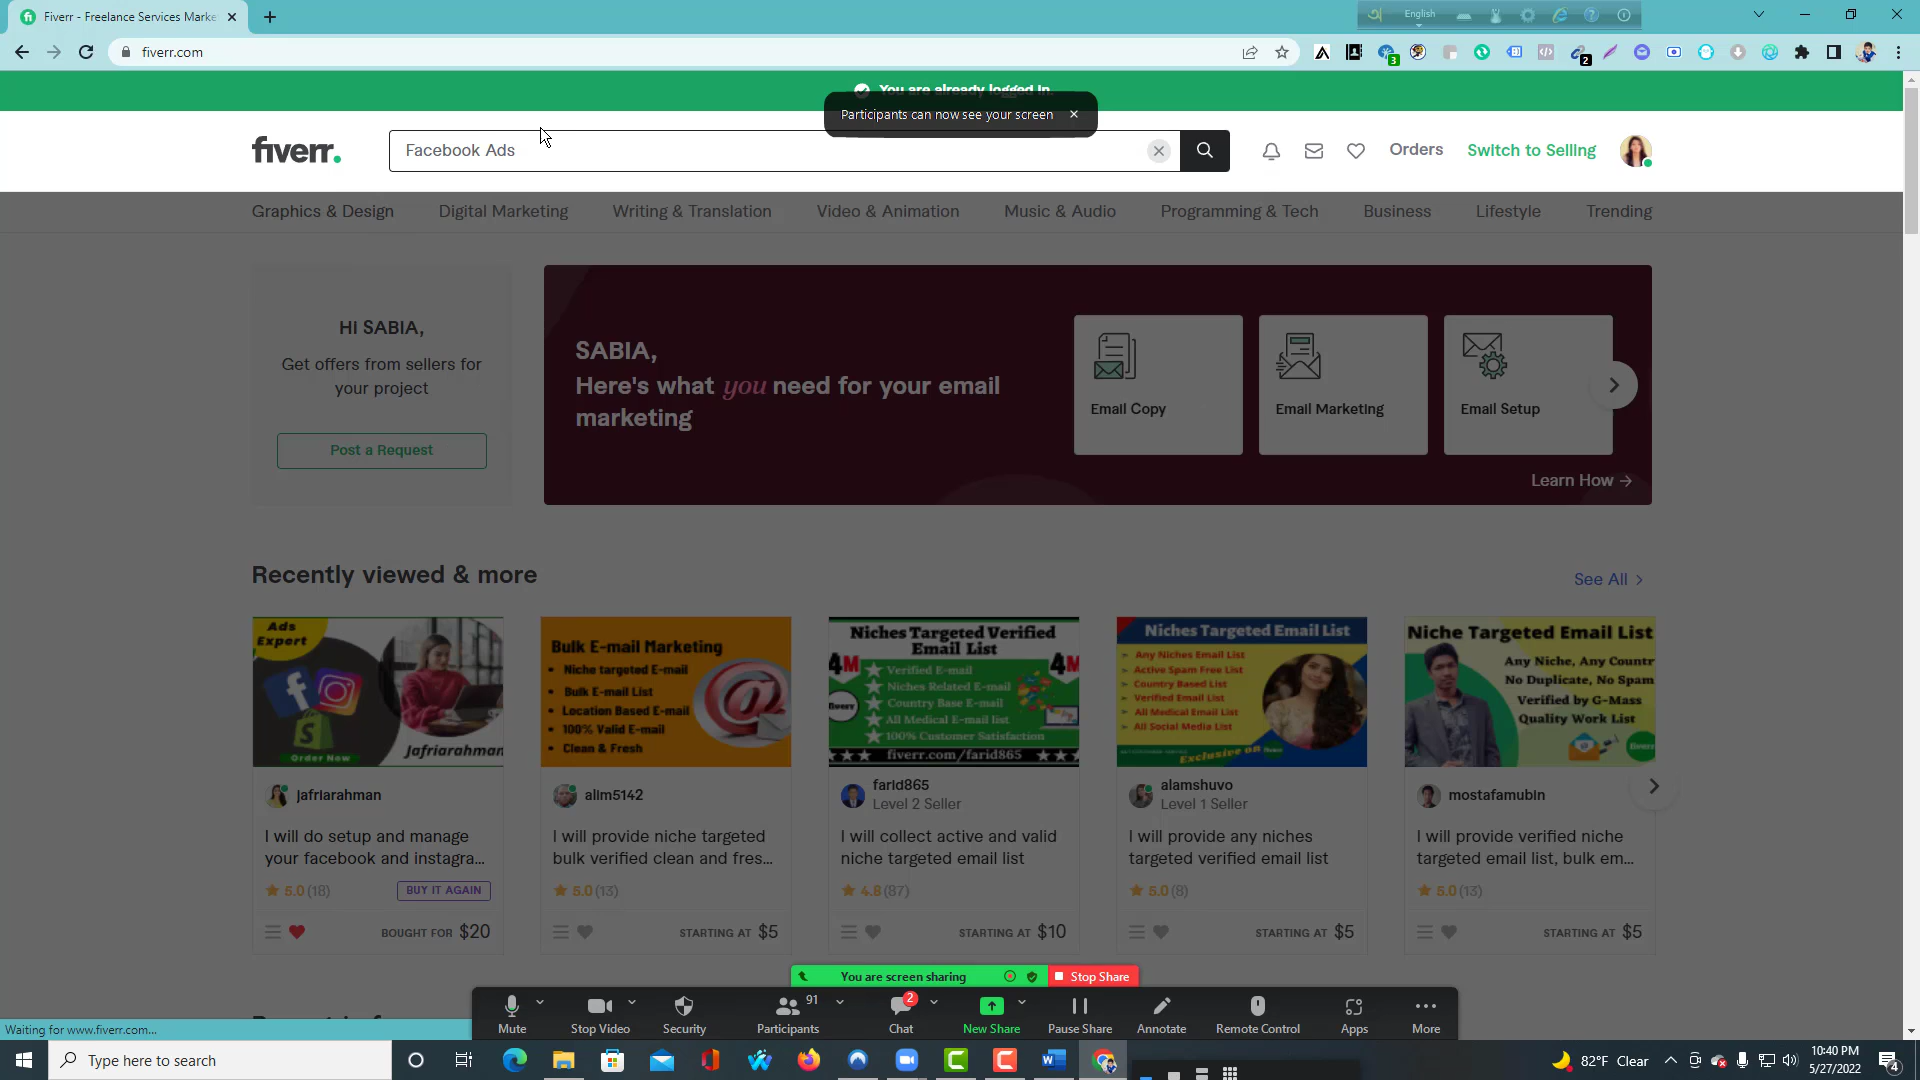 Fiverr - Freelance Services Marke
English
fiverr.com
3
2
You are already logged in.
Participants can now see your screen
fiverr.
Facebook Ads
Orders
Switch to Selling
Graphics & Design
Digital Marketing
Writing & Translation
Video & Animation
Music & Audio
Programming & Tech
Business
Lifestyle
Trending
HI SABIA,
Get offers from sellers for
your project
Post a Request
SABIA,
Here's what you need for your email
marketing
Email Copy
Email Marketing
Email Setup
Learn How →
Recently viewed & more
See All
Ads
Expert
Order Now
Jafriarahman
Bulk E-mail Marketing
Niche targeted E-mail
Bulk E-mail List
Location Based E-mail
100% Valid E-mail
Clean & Fresh
Niches Targeted Verified
Email List
4M
4M
Verified E-mail
Niches Related E-mail
Country Base E-mail
All Medical E-mail list
100% Customer Satisfaction
fiverr
fiverr.com/farid865
Niches Targeted Email List
Any Niches Email List
Active Spam Free List
Country Based List
Verified Email List
All Medical Email List
All Social Media List
Exclusive on
Niche Targeted Email List
Any Niche, Any Countr
No Duplicate, No Spam
Verified by G-Mass
Quality Work List
fiverr
jafriarahman
alim5142
farid865
Level 2 Seller
alamshuvo
Level 1 Seller
mostafamubin
I will do setup and manage
your facebook and instagra...
I will provide niche targeted
bulk verified clean and fres...
I will collect active and valid
niche targeted email list
I will provide any niches
targeted verified email list
I will provide verified niche
targeted email list, bulk em...
5.0 (18)
BUY IT AGAIN
5.0 (13)
4.8 (87)
5.0 (8)
5.0 (13)
BOUGHT FOR $20
STARTING AT $5
STARTING AT $10
STARTING AT $5
STARTING AT $5
You are screen sharing
Stop Share
91
2
Mute
Stop Video
Security
Participants
Chat
New Share
Pause Share
Annotate
Remote Control
Apps
More
Waiting for www.fiverr.com...
Type here to search
82°F Clear
10:40 PM
5/27/2022
4